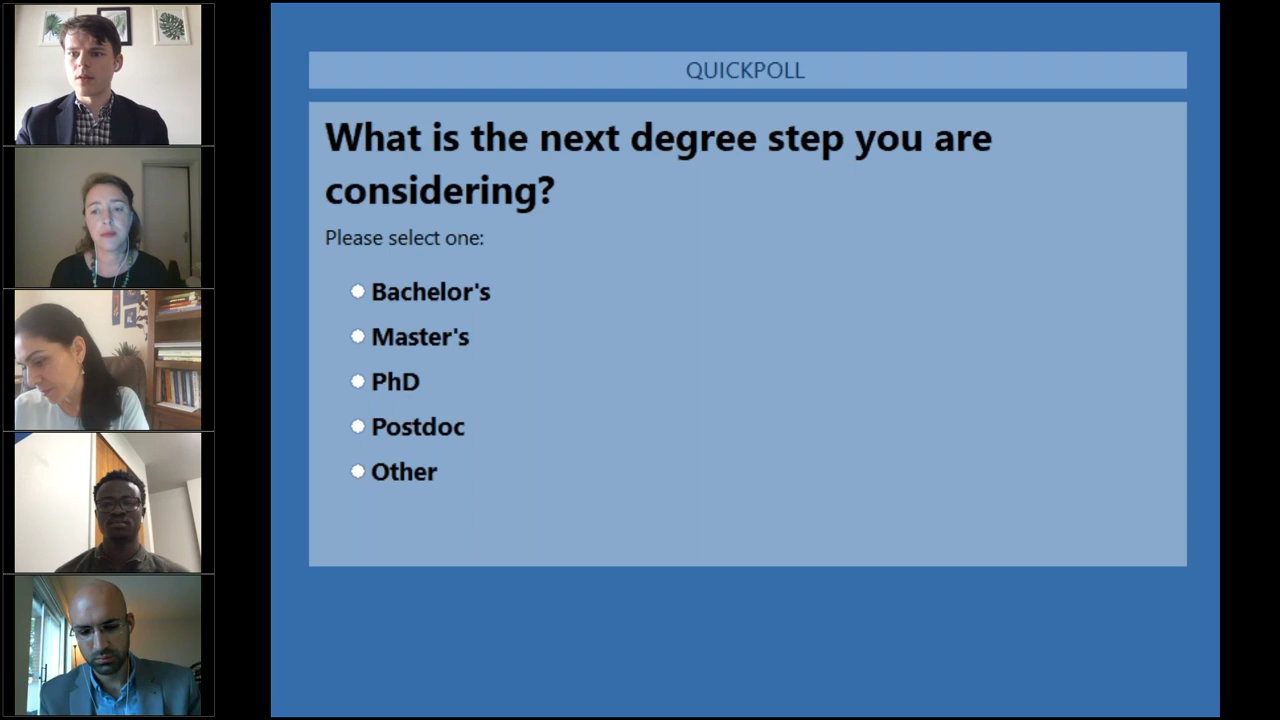 QUICKPOLL
What is the next degree step you are
considering?
Please select one:
Bachelor's
Master's
PhD
Postdoc
Other